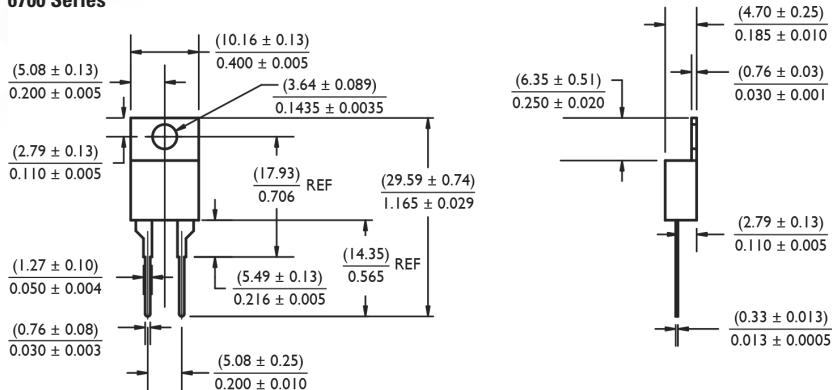 6700 Series
(10.16 ± 0.13)
0.400 ± 0.005
(5.08 ± 0.13)
0.200 ± 0.005
(3.64 ± 0.089)
0.1435 ± 0.0035
(2.79 ± 0.13)
0.110 ± 0.005
(17.93)
0.706
REF
(29.59 ± 0.74)
1.165 ± 0.029
(14.35)
0.565
REF
(1.27 ± 0.10)
0.050 ± 0.004
(5.49 ± 0.13)
0.216 ± 0.005
(0.76 ± 0.08)
0.030 ± 0.003
(5.08 ± 0.25)
0.200 ± 0.010
(4.70 ± 0.25)
0.185 ± 0.010
(6.35 ± 0.51)
0.250 ± 0.020
(0.76 ± 0.03)
0.030 ± 0.001
(2.79 ± 0.13)
0.110 ± 0.005
(0.33 ± 0.013)
0.013 ± 0.0005